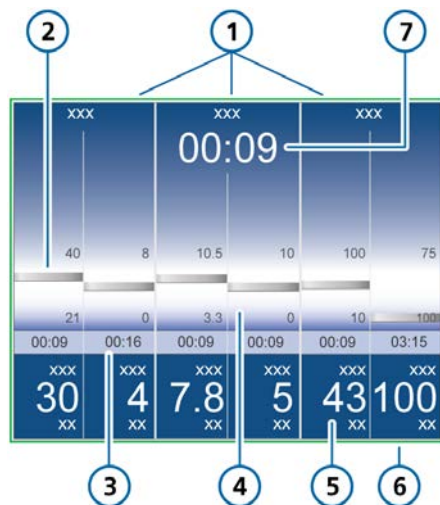 2 1 7
xxx xxx xxx
00:09
40 8 10.5 10 100 75
21 0 3.3 0 10 100
00:09 00:16 00:09 00:09 00:09 03:15
xxx xxx xxx xxx xxx xxx
30 4 7.8 5 43 100
xx xx xx xx xx xx
3 4 5 6